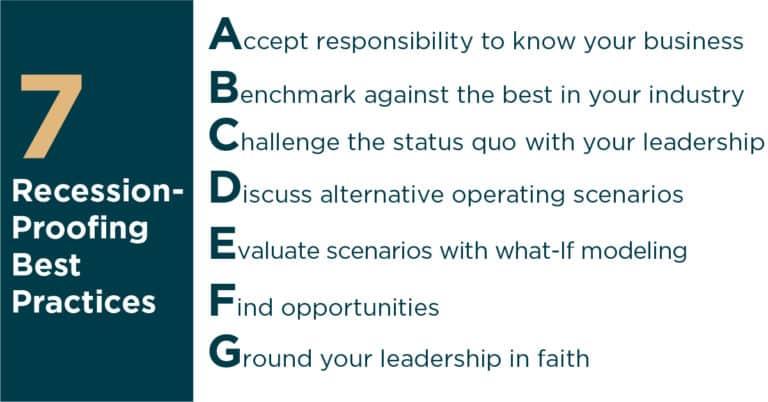 7
Recession-
Proofing
Best
Practices
Accept responsibility to know your business
Benchmark against the best in your industry
Challenge the status quo with your leadership
Discuss alternative operating scenarios
Evaluate scenarios with what-If modeling
Find opportunities
Ground your leadership in faith